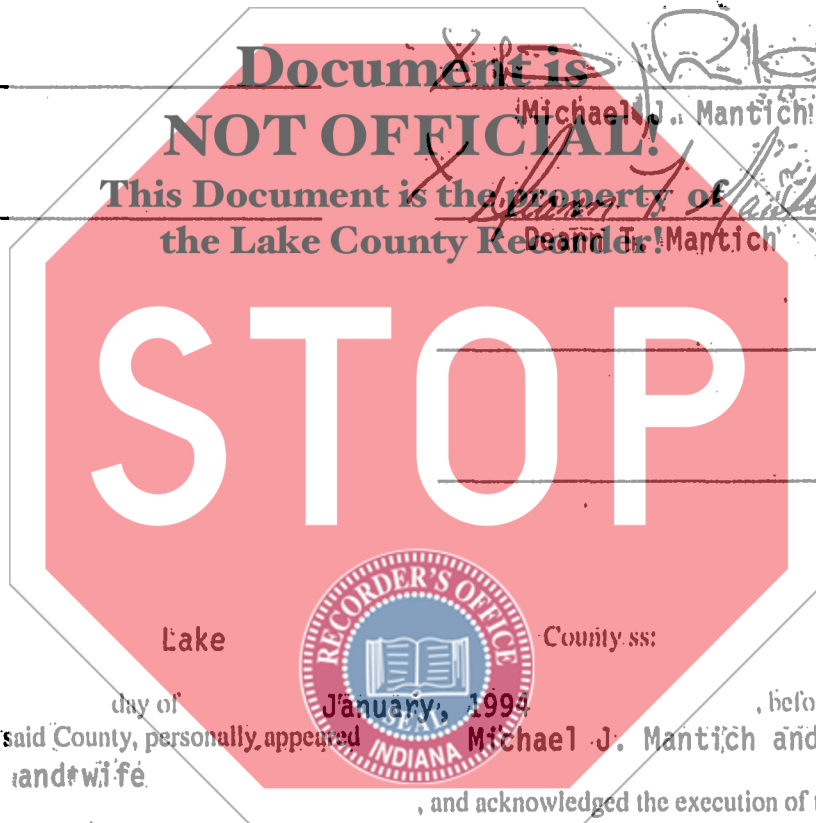 Document is
NOT OFFICIAL!
Michael J. Mantich
This Document is the property of
the Lake County Recorder!
Deann T. Mantich
STOP
RECORDER'S OFFICE
SEAL
INDIANA
Lake County ss:
day of January, 1994 , befo
said County, personally appeared Michael J. Mantich and
and wife
, and acknowledged the execution of t